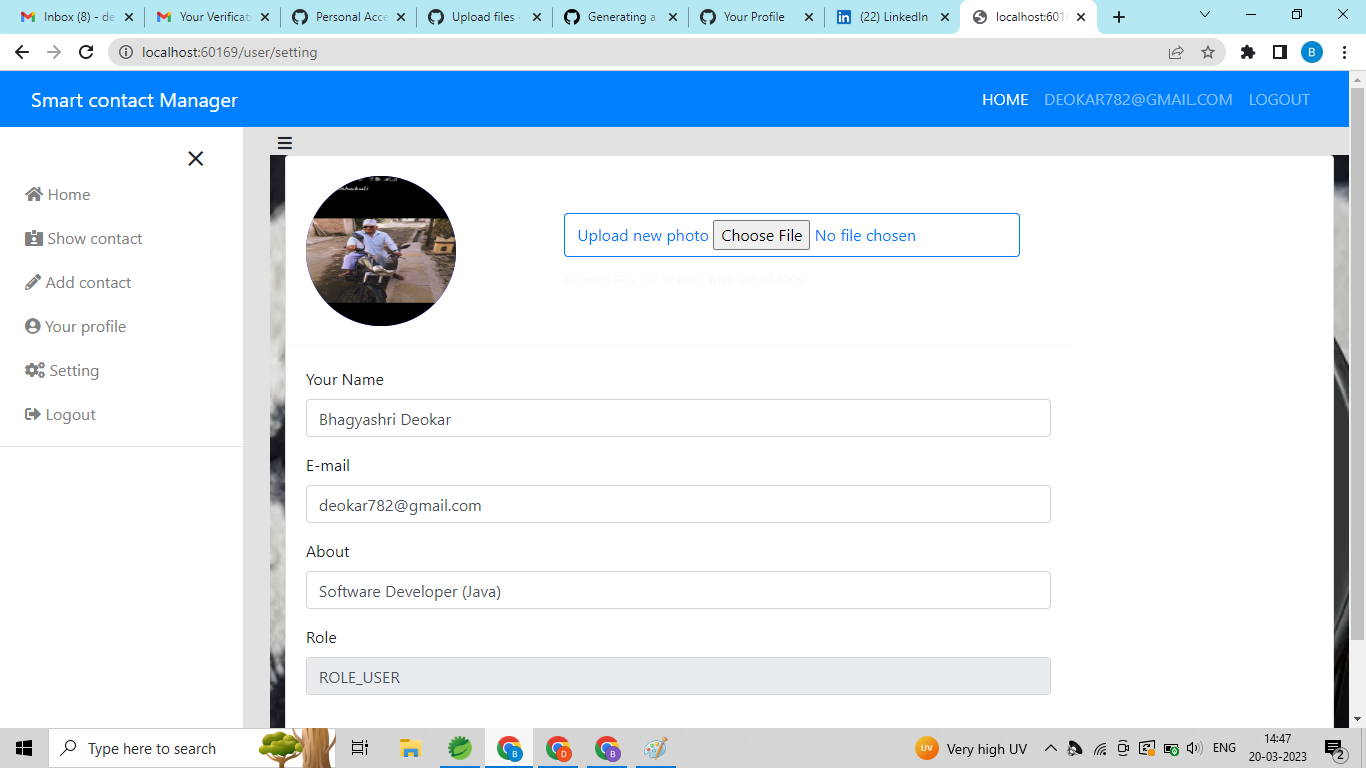 Inbox (8) - de
Your Verificat
Personal Acce
Upload files ·
Generating a
Your Profile
(22) LinkedIn
localhost:6016
localhost:60169/user/setting
B
Smart contact Manager
HOME
DEOKAR782@GMAIL.COM
LOGOUT
Home
Show contact
Add contact
Your profile
Setting
Logout
Upload new photo Choose File No file chosen
Allowed JPG, GIF or PNG. Max size of 800K
Your Name
Bhagyashri Deokar
E-mail
deokar782@gmail.com
About
Software Developer (Java)
Role
ROLE_USER
Type here to search
B
D
B
UV
Very high UV
ENG
14:47
20-03-2023
2